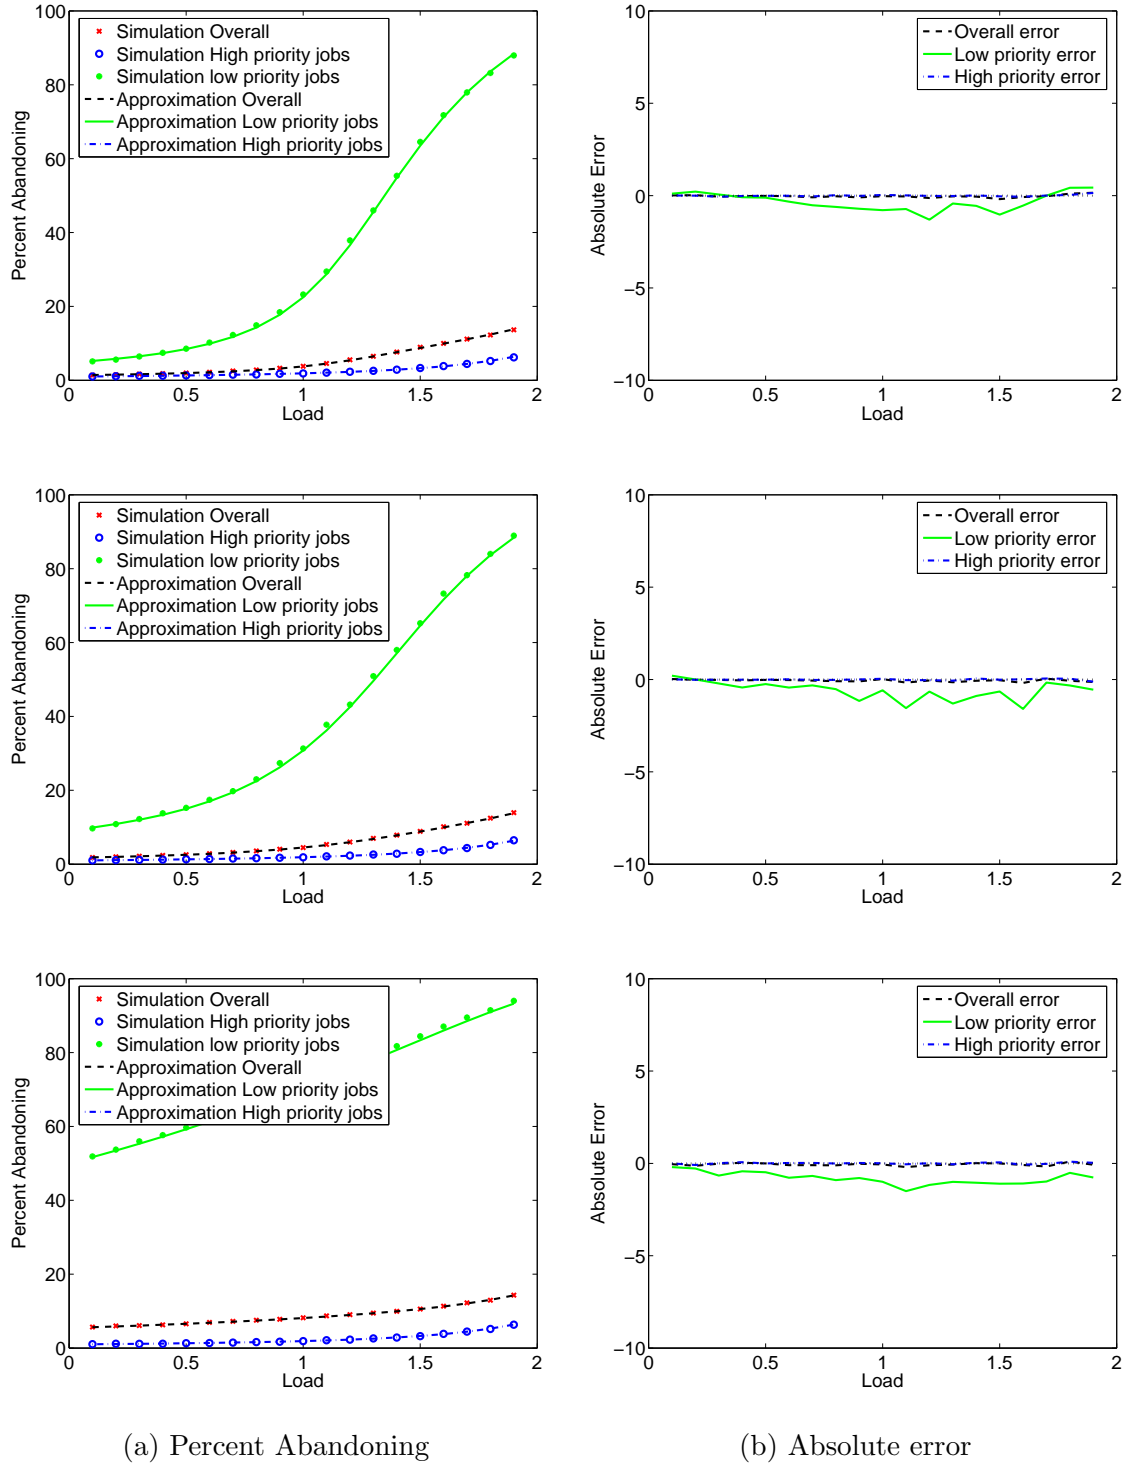 100
80
60
40
20
0
Percent Abandoning
Simulation Overall
Simulation High priority jobs
Simulation low priority jobs
Approximation Overall
Approximation Low priority jobs
Approximation High priority jobs
0 0.5 1 1.5 2
Load
10
5
0
−5
−10
Absolute Error
Overall error
Low priority error
High priority error
0 0.5 1 1.5 2
Load
100
80
60
40
20
0
Percent Abandoning
Simulation Overall
Simulation High priority jobs
Simulation low priority jobs
Approximation Overall
Approximation Low priority jobs
Approximation High priority jobs
0 0.5 1 1.5 2
Load
10
5
0
−5
−10
Absolute Error
Overall error
Low priority error
High priority error
0 0.5 1 1.5 2
Load
100
80
60
40
20
0
Percent Abandoning
Simulation Overall
Simulation High priority jobs
Simulation low priority jobs
Approximation Overall
Approximation Low priority jobs
Approximation High priority jobs
0 0.5 1 1.5 2
Load
10
5
0
−5
−10
Absolute Error
Overall error
Low priority error
High priority error
0 0.5 1 1.5 2
Load
(a) Percent Abandoning
(b) Absolute error